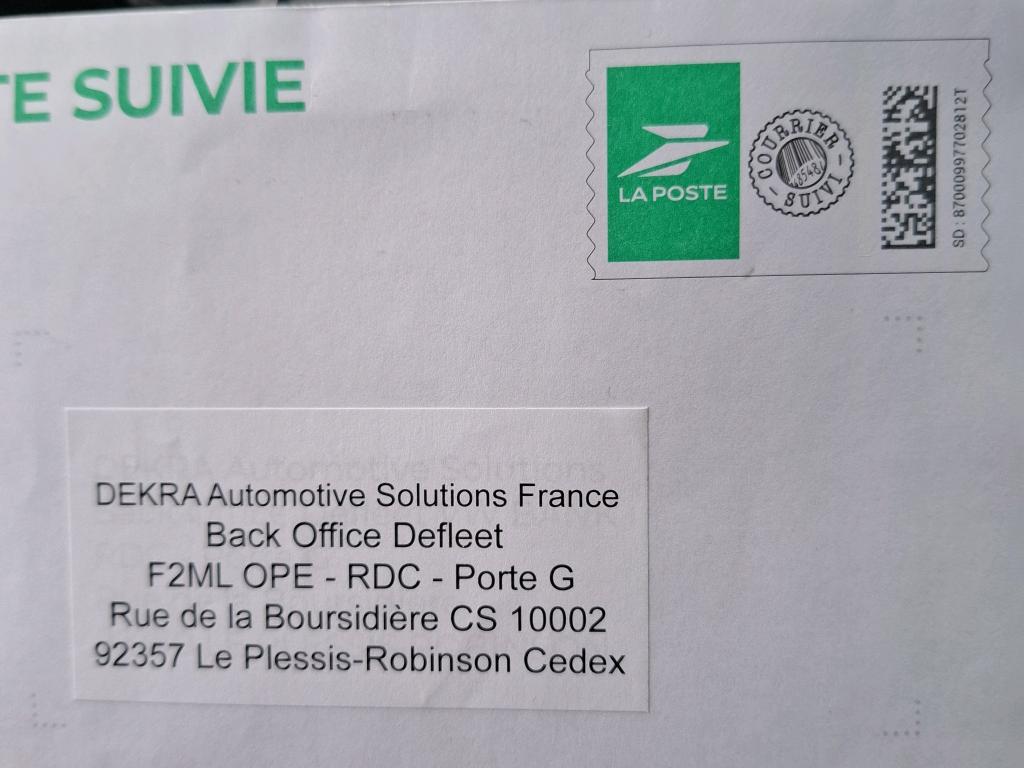 TE SUIVIE
LA POSTE
COURRIER
SUIVI
SD : 87000997702812T
DEKRA Automotive Solutions France
Back Office Defleet
F2ML OPE - RDC - Porte G
Rue de la Boursidière CS 10002
92357 Le Plessis-Robinson Cedex